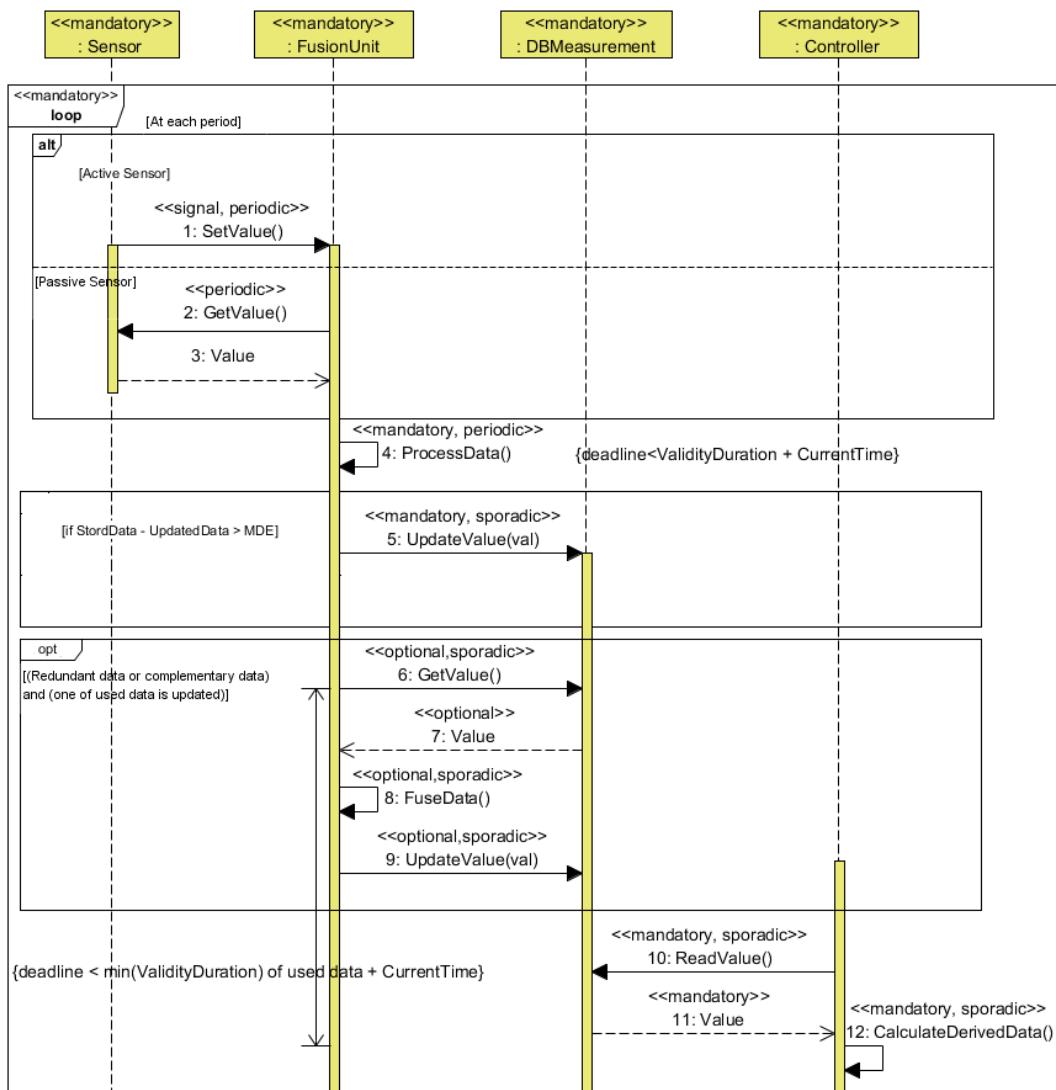 <<mandatory>>
: Sensor
<<mandatory>>
: FusionUnit
<<mandatory>>
: DBMeasurement
<<mandatory>>
: Controller
<<mandatory>>
loop
[At each period]
alt
[Active Sensor]
<<signal, periodic>>
1: SetValue()
[Passive Sensor]
<<periodic>>
2: GetValue()
3: Value
<<mandatory, periodic>>
4: ProcessData()
{deadline<ValidityDuration + CurrentTime}
<<mandatory, sporadic>>
[if StordData - UpdatedData > MDE]
5: UpdateValue(val)
opt
<<optional,sporadic>>
[(Redundant data or complementary data)
6: GetValue()
and (one of used data is updated)]
<<optional>>
7: Value
<<optional,sporadic>>
8: FuseData()
<<optional,sporadic>>
9: UpdateValue(val)
<<mandatory, sporadic>>
10: ReadValue()
{deadline < min(ValidityDuration) of used data + CurrentTime}
<<mandatory>>
11: Value
<<mandatory, sporadic>>
12: CalculateDerivedData()